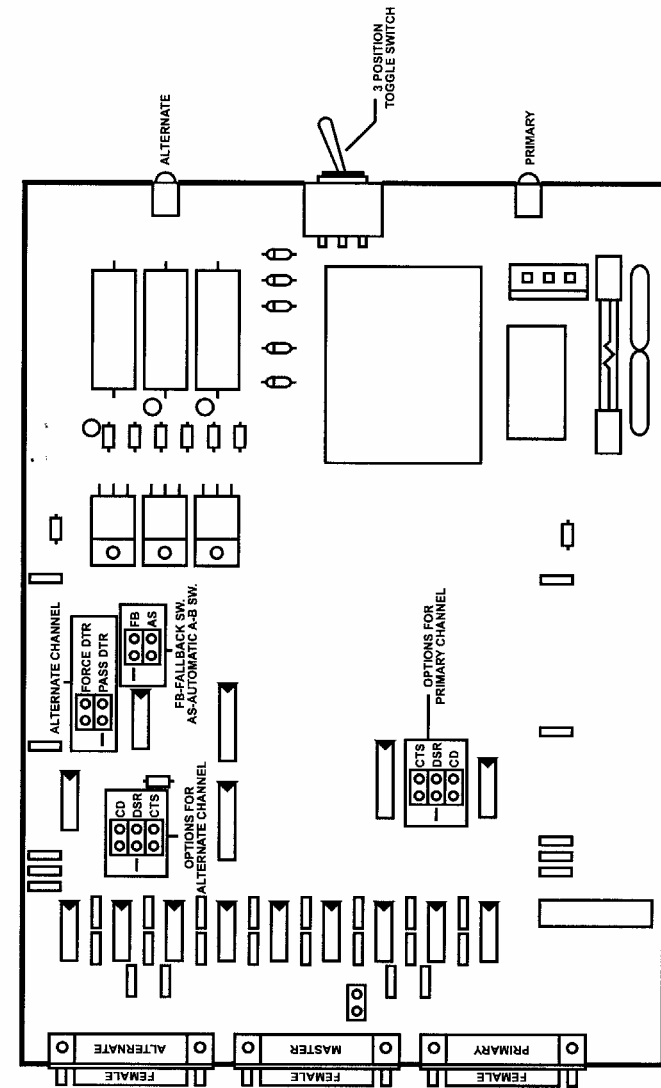 ALTERNATE
3 POSITION
TOGGLE SWITCH
PRIMARY
ALTERNATE CHANNEL
FORCE DTR
PASS DTR
FB
AS
FB-FALLBACK SW.
AS-AUTOMATIC A-B SW.
CD
DSR
CTS
OPTIONS FOR
ALTERNATE CHANNEL
OPTIONS FOR
PRIMARY CHANNEL
CTS
DSR
CD
ALTERNATE
FEMALE
MASTER
FEMALE
PRIMARY
FEMALE